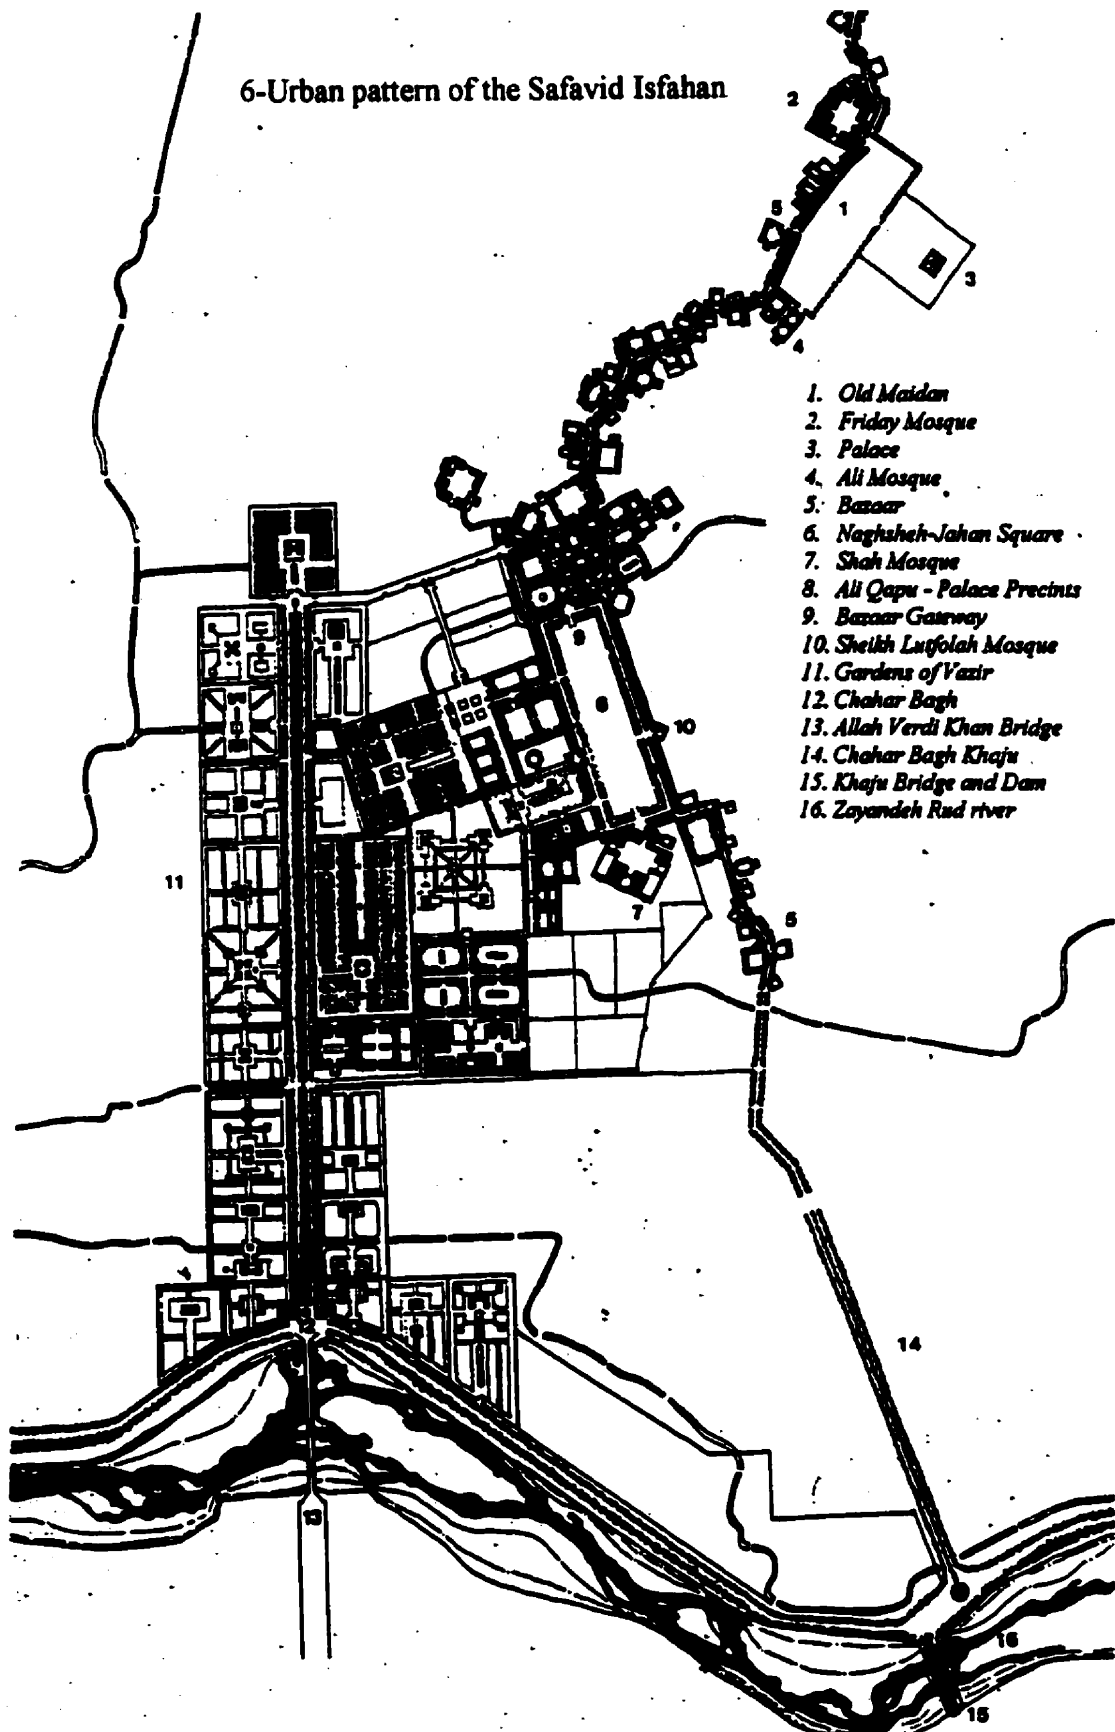 6-Urban pattern of the Safavid Isfahan
2
1
5
3
4
1. Old Maidan
2. Friday Mosque
3. Palace
4. Ali Mosque
5. Bazaar
6. Naghsheh-Jahan Square
7. Shah Mosque
8. Ali Qapu - Palace Precints
9. Bazaar Gateway
10. Sheikh Lutfolah Mosque
11. Gardens of Vazir
12. Chahar Bagh
13. Allah Verdi Khan Bridge
14. Chahar Bagh Khaju
15. Khaju Bridge and Dam
16. Zayandeh Rud river
9
6
10
11
7
5
12
14
13
16
15